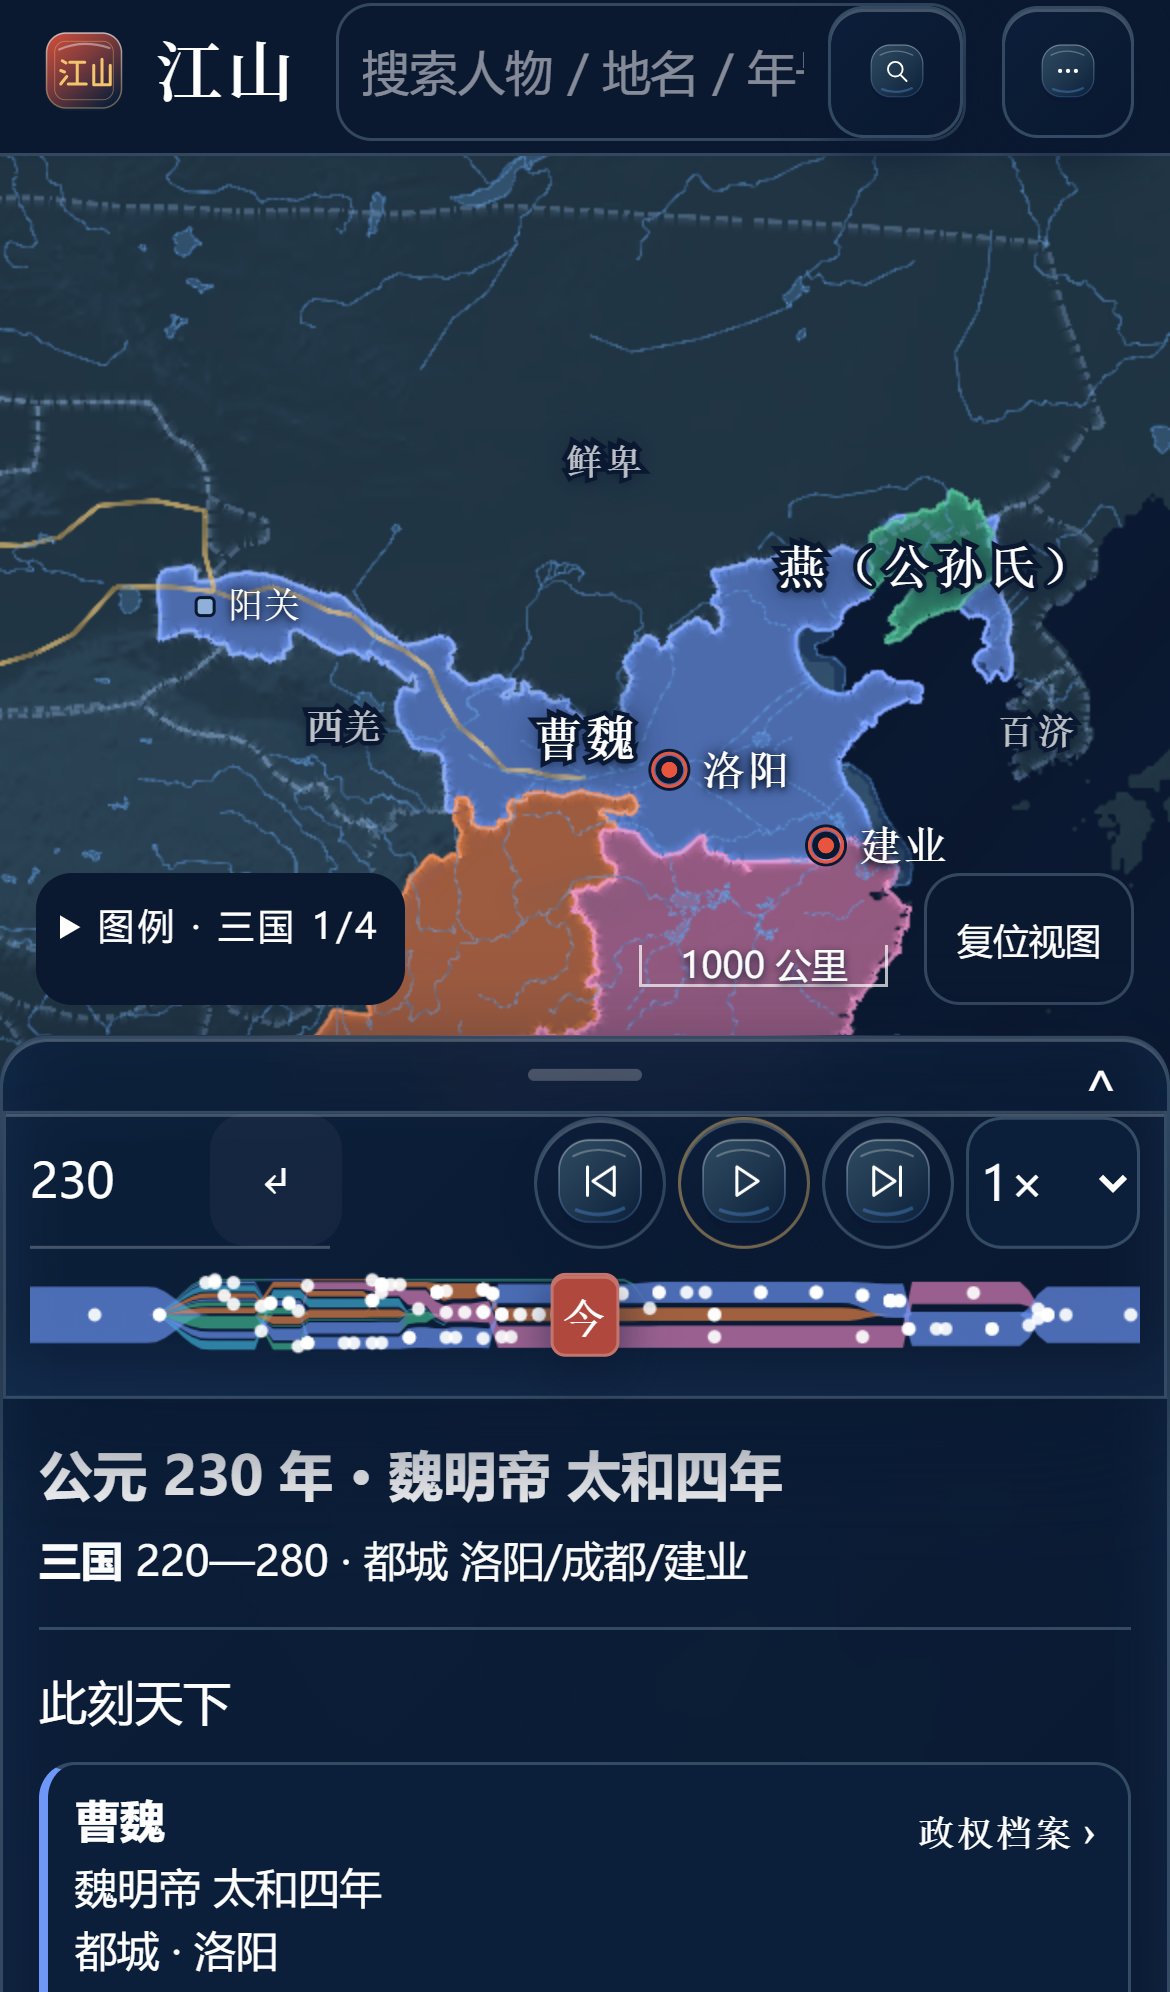 江山 江山 搜索人物 / 地名 / 年
鲜卑
燕（公孙氏）
阳关
西羌
曹魏
百济
洛阳
建业
▶ 图例 · 三国 1/4
1000 公里
复位视图
230
1×
今
公元 230 年 • 魏明帝 太和四年
三国 220—280 · 都城 洛阳/成都/建业
此刻天下
曹魏
政权档案 ›
魏明帝 太和四年
都城 · 洛阳